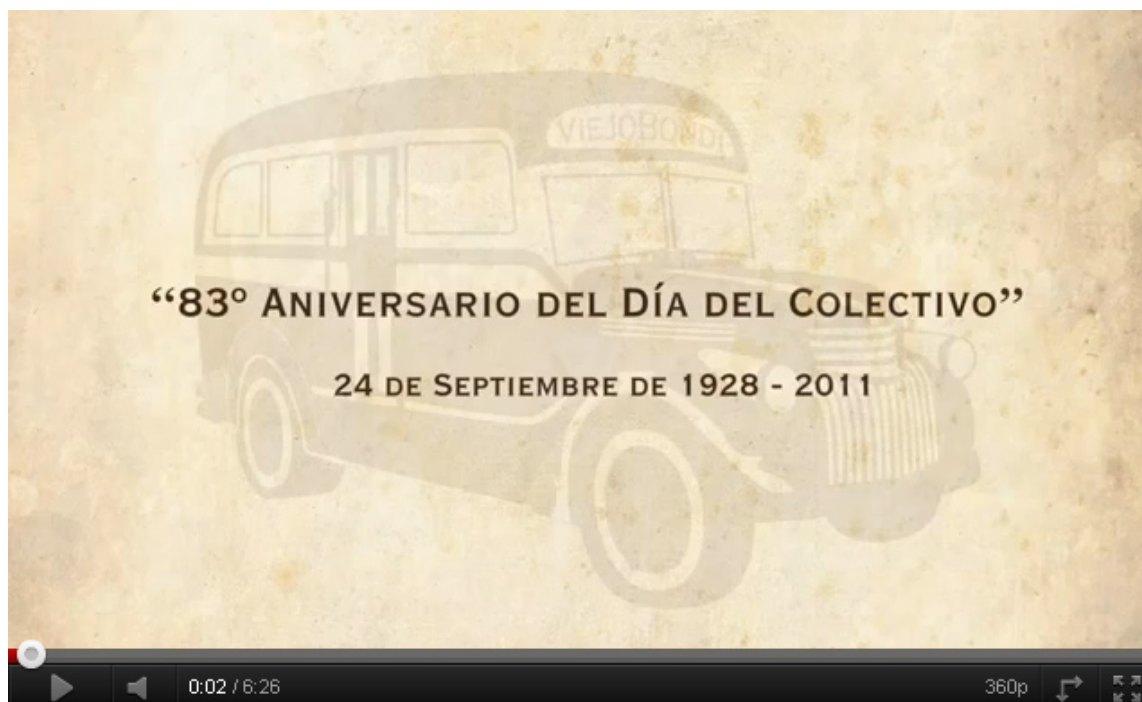 VIEJOBONDI
“83º ANIVERSARIO DEL DÍA DEL COLECTIVO”
24 DE SEPTIEMBRE DE 1928 - 2011
0:02 / 6:26
360p